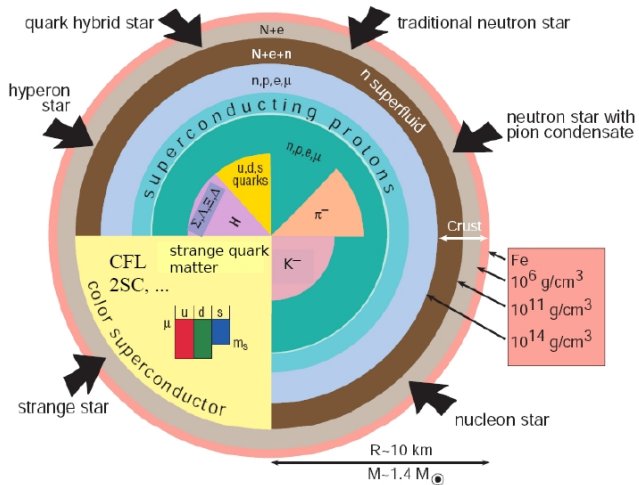 quark hybrid star
traditional neutron star
N+e
N+e+n
n,p,e,μ
n superfluid
hyperon
star
neutron star with
pion condensate
superconducting protons
n,p,e,μ
u,d,s
quarks
Σ,Λ,Ξ,Δ
H
π⁻
K⁻
Crust
strange quark
matter
CFL
2SC, ...
u d s
μ
mₛ
color superconductor
Fe
10⁶ g/cm³
10¹¹ g/cm³
10¹⁴ g/cm³
strange star
nucleon star
R~10 km
M~1.4 M☉